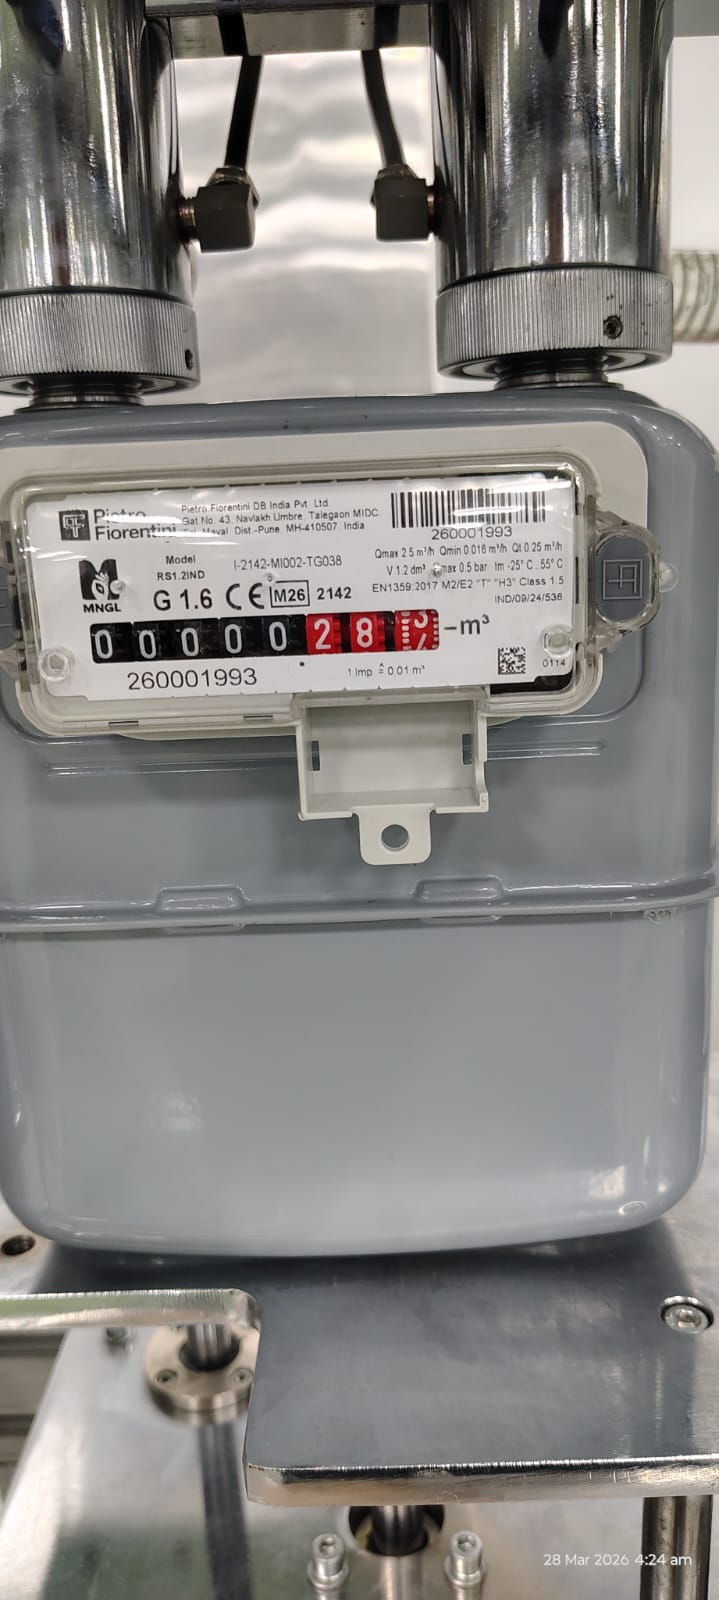 Pietro
Fiorentini
Pietro Fiorentini DB India Pvt. Ltd.
Gat No. 43, Navlakh Umbre, Talegaon MIDC,
Maval, Dist.-Pune, MH-410507, India
260001993
MNGL
Model
RS1.2IND
I-2142-MI002-TG038
G 1.6 CE M26 2142
Qmax 2.5 m³/h Qmin 0.016 m³/h Qt 0.25 m³/h
V 1.2 dm³ Pmax 0.5 bar tm -25° C...55° C
EN1359:2017 M2/E2 "T" "H3" Class 1.5
IND/09/24/536
0 0 0 0 0 2 8 m³
260001993
1 Imp ≙ 0.01 m³
0114
28 Mar 2026 4:24 am